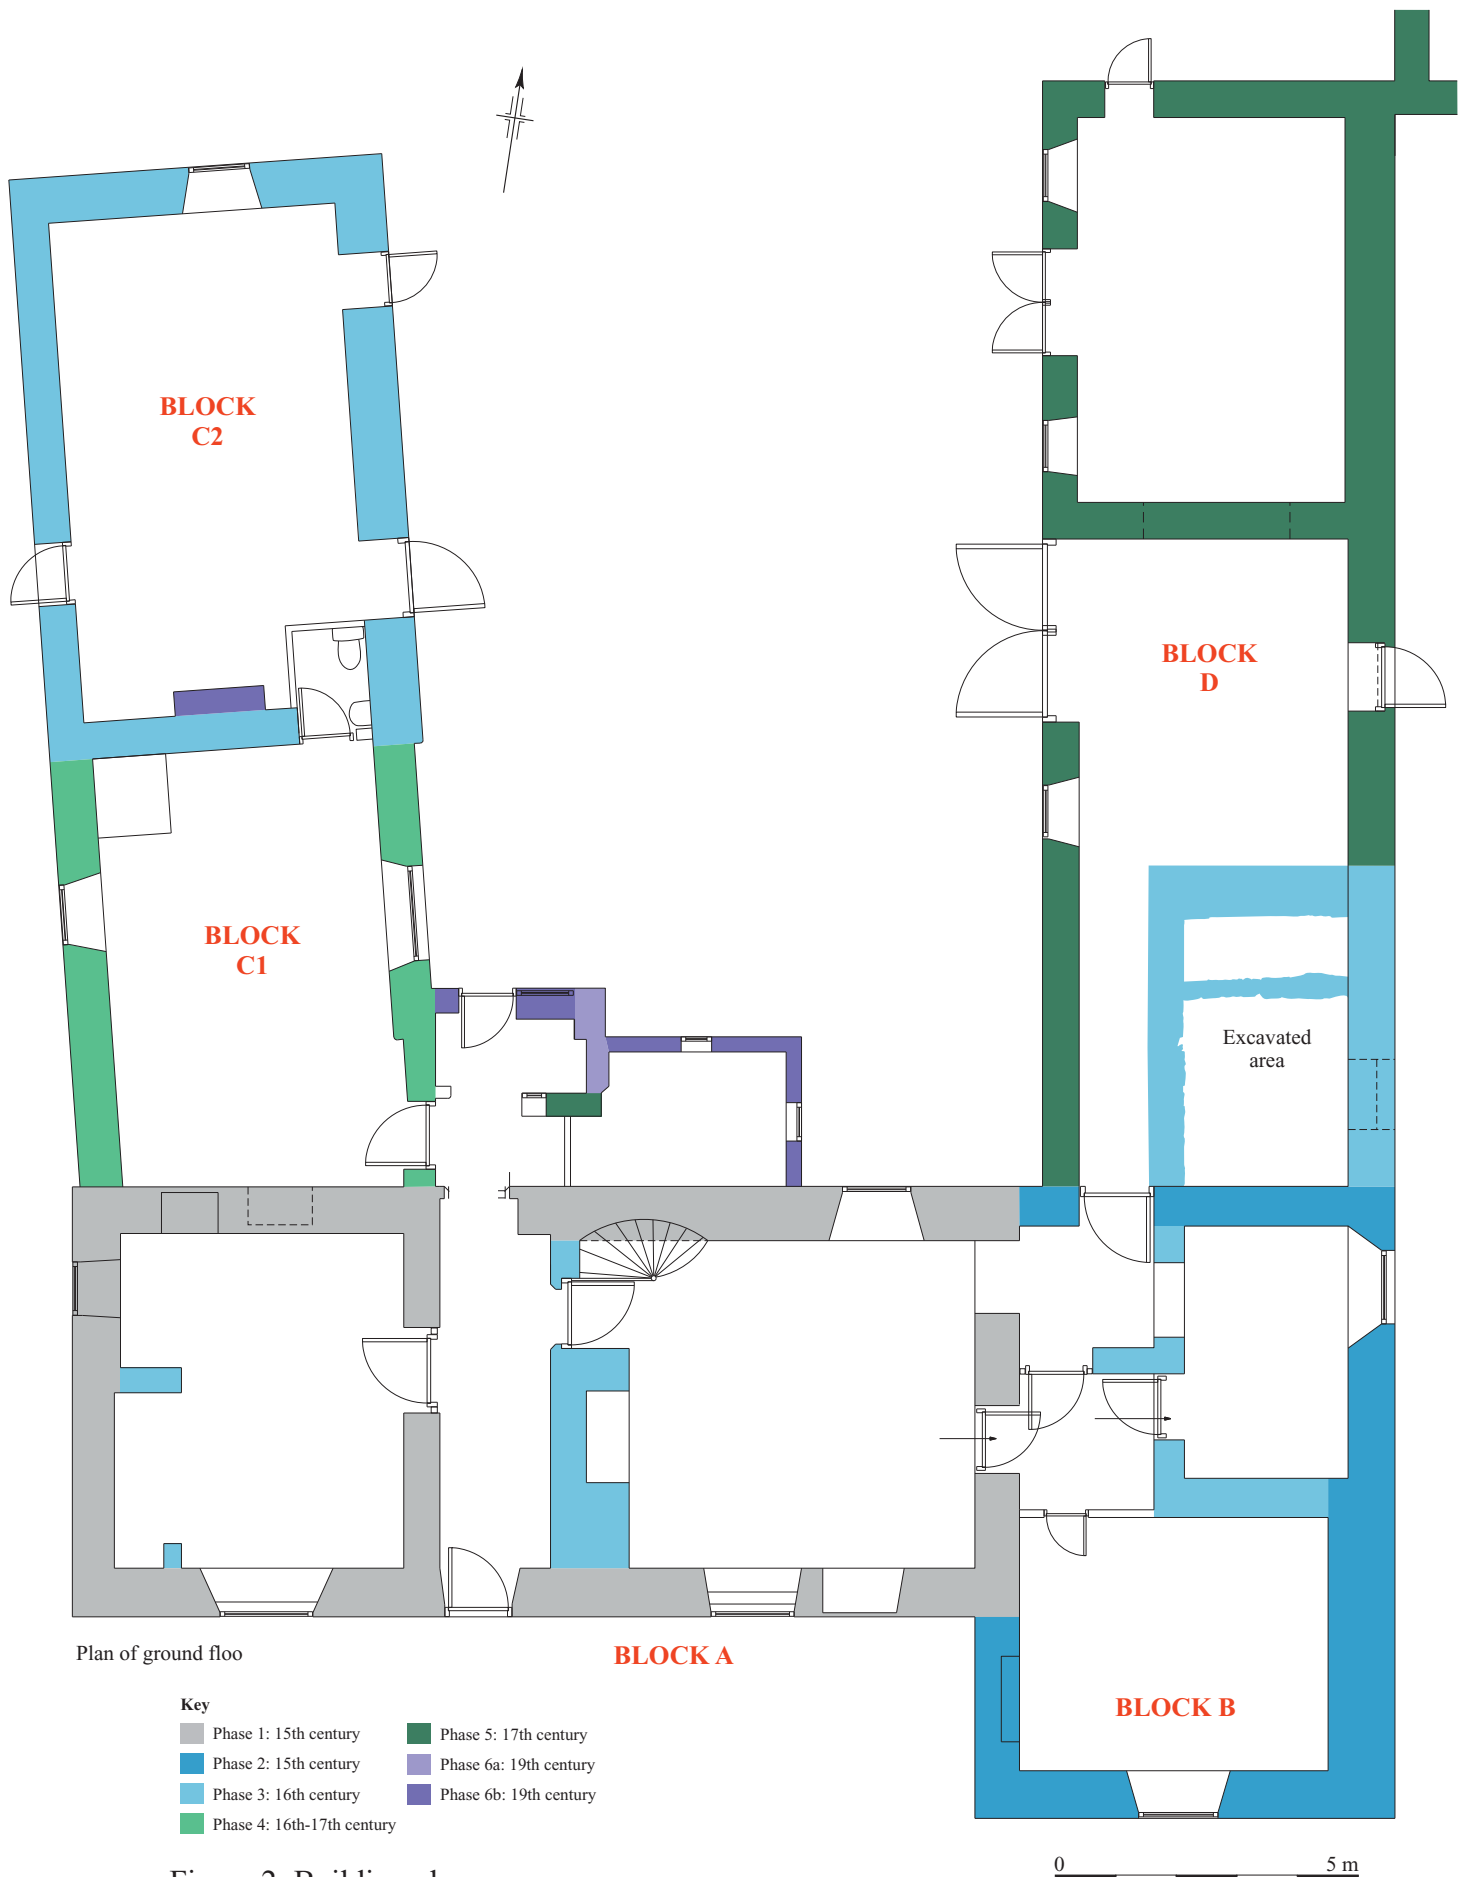 BLOCK
C2
BLOCK
D
BLOCK
C1
Excavated
area
Plan of ground floo
BLOCK A
BLOCK B
Key
Phase 1: 15th century
Phase 2: 15th century
Phase 3: 16th century
Phase 4: 16th-17th century
Phase 5: 17th century
Phase 6a: 19th century
Phase 6b: 19th century
0 5 m